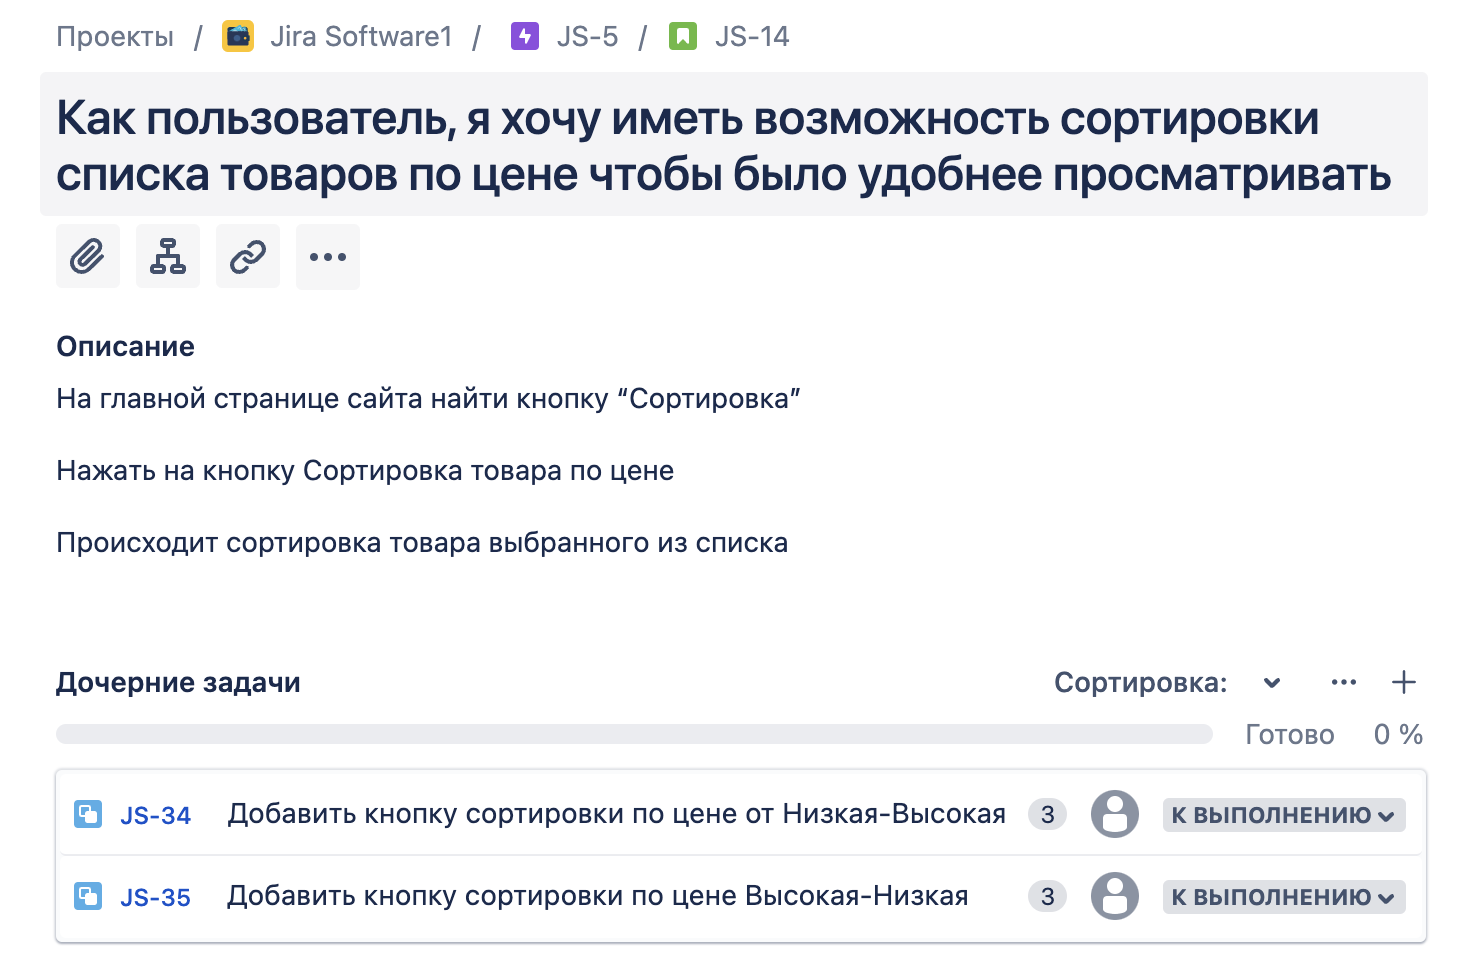 Проекты / Jira Software1 / JS-5 / JS-14
Как пользователь, я хочу иметь возможность сортировки
списка товаров по цене чтобы было удобнее просматривать
Описание
На главной странице сайта найти кнопку “Сортировка”
Нажать на кнопку Сортировка товара по цене
Происходит сортировка товара выбранного из списка
Дочерние задачи Сортировка:
Готово 0 %
JS-34 Добавить кнопку сортировки по цене от Низкая-Высокая 3 К ВЫПОЛНЕНИЮ
JS-35 Добавить кнопку сортировки по цене Высокая-Низкая 3 К ВЫПОЛНЕНИЮ